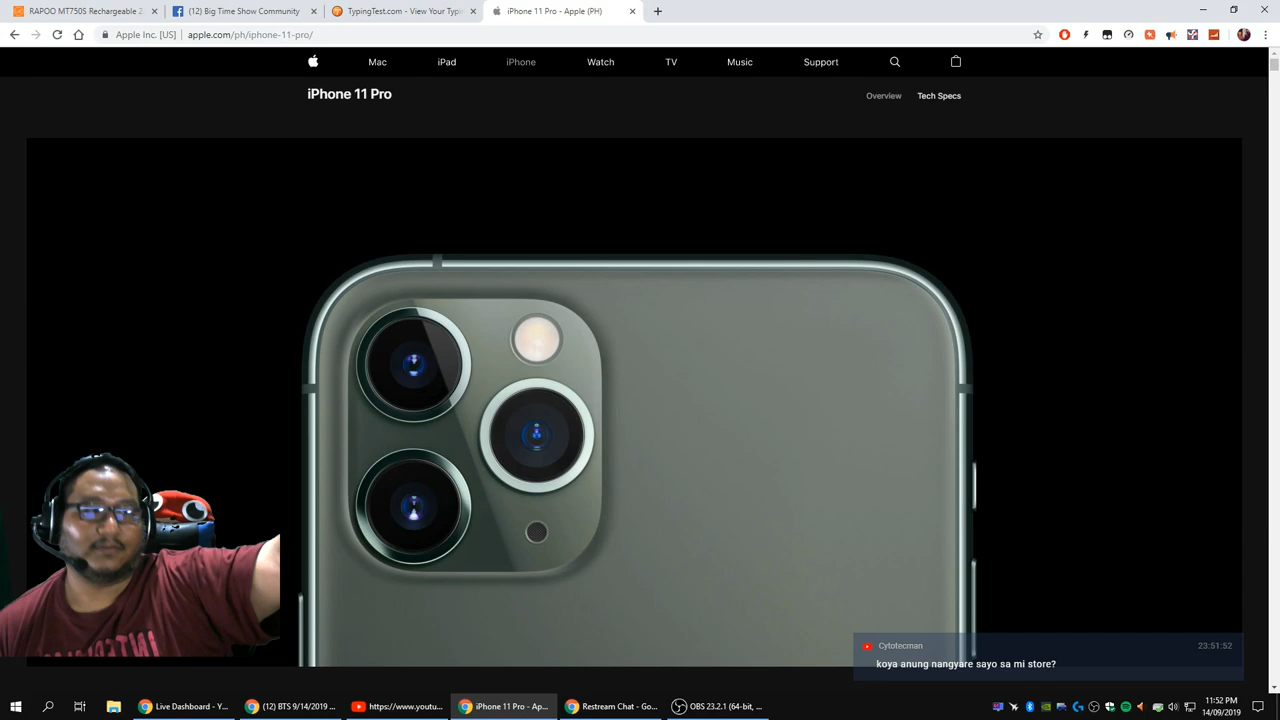 RAPOO MT750S Rechargeable 2
(12) Big Time Show Community
TypingTest.com - View Your Type
iPhone 11 Pro - Apple (PH)
Apple Inc. [US] | apple.com/ph/iphone-11-pro/
Mac
iPad
iPhone
Watch
TV
Music
Support
iPhone 11 Pro
Overview
Tech Specs
Cytotecman
23:51:52
koya anung nangyare sayo sa mi store?
Live Dashboard - Y...
(12) BTS 9/14/2019 ...
https://www.youtu...
iPhone 11 Pro - Ap...
Restream Chat - Go...
OBS 23.2.1 (64-bit, ...
11:52 PM
14/09/2019